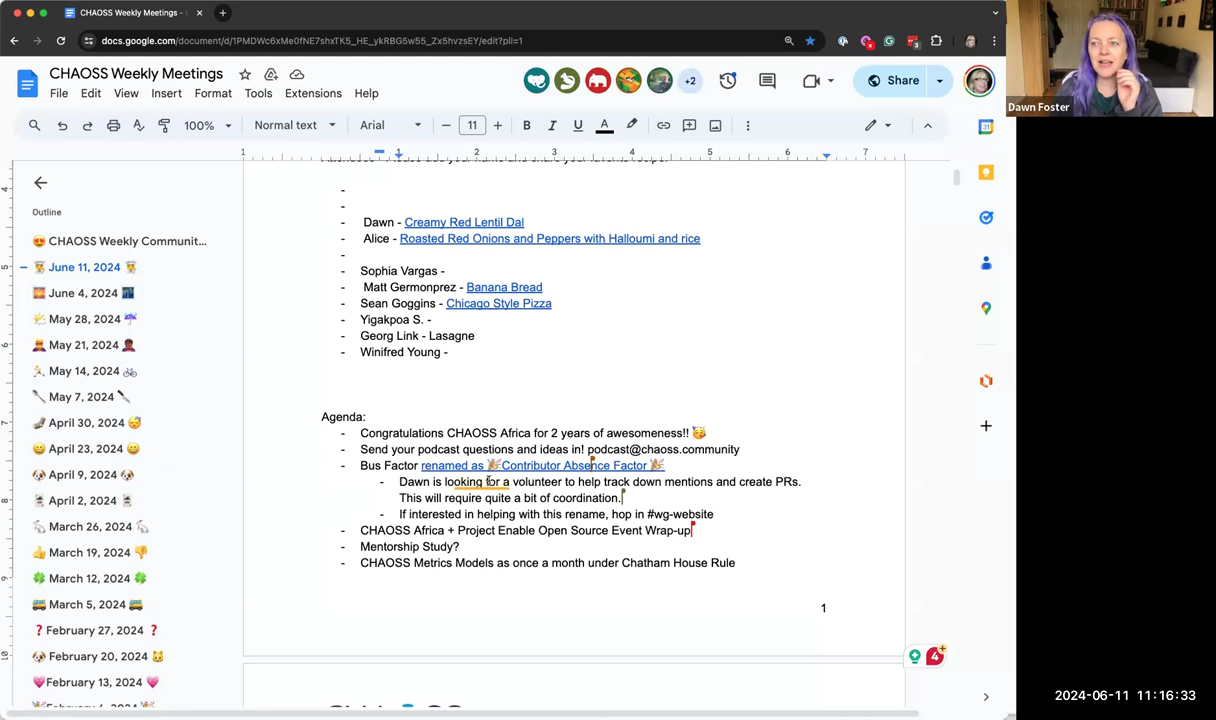 CHAOSS Weekly Meetings -
docs.google.com/document/d/1PMDWc6xMe0fNE7shxTK5_HE_ykRBG5w55_Zx5hvzsEY/edit?pli=1
CHAOSS Weekly Meetings
File Edit View Insert Format Tools Extensions Help
+2
Share
100% Normal text Arial 11
Dawn Foster
1 1 2 3 4 5 6 7
Outline
😍 CHAOSS Weekly Communit...
June 11, 2024
🌅 June 4, 2024 🌃
May 28, 2024
May 21, 2024
May 14, 2024
May 7, 2024
April 30, 2024 😴
😀 April 23, 2024 😀
🐶 April 9, 2024 🐶
🃏 April 2, 2024 🃏
🐇 March 26, 2024 🐇
👍 March 19, 2024 👎
🍀 March 12, 2024 🍀
🚌 March 5, 2024 🚌
❓ February 27, 2024 ❓
🐶 February 20, 2024 🐱
💗 February 13, 2024 💗
-
-
- Dawn - Creamy Red Lentil Dal
- Alice - Roasted Red Onions and Peppers with Halloumi and rice
-
- Sophia Vargas -
- Matt Germonprez - Banana Bread
- Sean Goggins - Chicago Style Pizza
- Yigakpoa S. -
- Georg Link - Lasagne
- Winifred Young -
Agenda:
- Congratulations CHAOSS Africa for 2 years of awesomeness!! 🥳
- Send your podcast questions and ideas in! podcast@chaoss.community
- Bus Factor renamed as 🎉Contributor Absence Factor 🎉
- Dawn is looking for a volunteer to help track down mentions and create PRs.
This will require quite a bit of coordination.
- If interested in helping with this rename, hop in #wg-website
- CHAOSS Africa + Project Enable Open Source Event Wrap-up
- Mentorship Study?
- CHAOSS Metrics Models as once a month under Chatham House Rule
1
4
2024-06-11 11:16:33